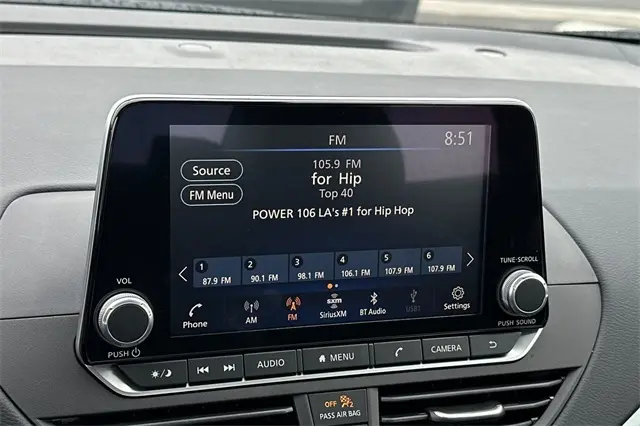 FM
8:51
Source
FM Menu
105.9 FM
for Hip
Top 40
POWER 106 LA's #1 for Hip Hop
1 2 3 4 5 6
87.9 FM 90.1 FM 98.1 FM 106.1 FM 107.9 FM 107.9 FM
Phone AM FM sxm SiriusXM BT Audio USB1 Settings
VOL
PUSH
TUNE·SCROLL
PUSH SOUND
AUDIO MENU CAMERA
OFF 2
PASS AIR BAG